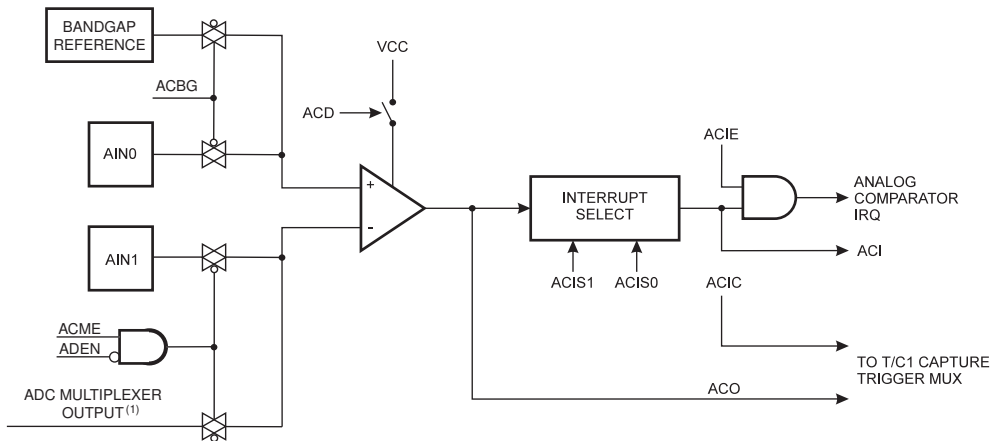 BANDGAP
REFERENCE
ACBG
AIN0
VCC
ACD
+
-
AIN1
ACME
ADEN
ADC MULTIPLEXER
OUTPUT (1)
INTERRUPT
SELECT
ACIS1 ACIS0
ACIE
ANALOG
COMPARATOR
IRQ
ACI
ACIC
TO T/C1 CAPTURE
TRIGGER MUX
ACO